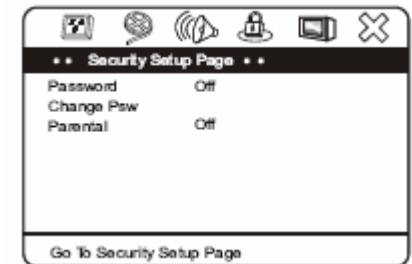 •• Security Setup Page ••
Password Off
Change Psw
Parental Off
Go To Security Setup Page